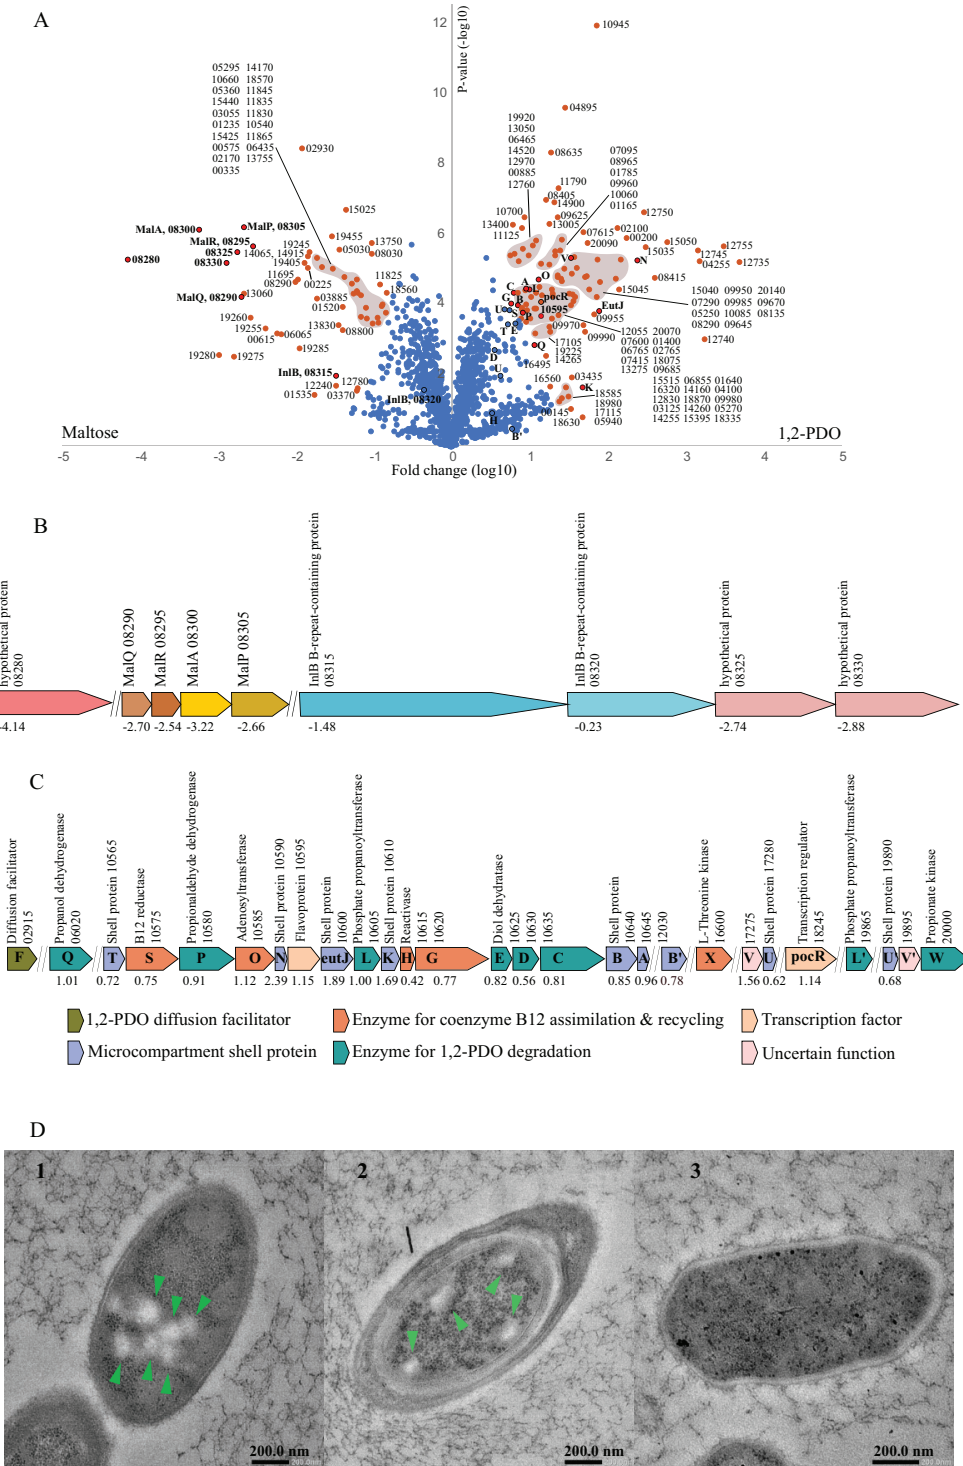 A
P-value (-log10)
12
10
8
6
4
2
-5
-4
-3
-2
-1
0
1
2
3
4
5
Fold change (log10)
Maltose
1,2-PDO
05295 14170
10660 18570
05360 11845
15440 11835
03055 11830
01235 10540
15425 11865
00575 06435
02170 13755
00335
02930
15025
MalA, 08300
MalP, 08305
MalR, 08295
08325
14065, 14915
08280
08330
19245
19405
19455
05030
13750
08030
11695
08290
00225
11825
18560
MalQ, 08290
13060
03885
01520
19260
19255
06065
13830
08800
19280
19275
19285
InlB, 08315
12240
12780
01535
03370
InlB, 08320
10945
04895
08635
19920
13050
06465
14520
12970
00885
12760
07095
08965
01785
09960
10060
01165
11790
08405
14900
10700
09625
13400
13005
11125
12750
02100
07615
00200
20090
15050
15035
12755
02745
04255
12735
V
N
08415
15045
O
A
L
C
G
B
pocR
10595
U
S
P
T
E
EutJ
09955
15040 09950 20140
07290 09985 09670
05250 10085 08135
08290 09645
12740
09970
09990
12055 20070
07600 01400
06765 02765
07415 18075
13275 09685
17105
19225
14265
Q
D
16495
U
03435
16560
K
15515 06855 01640
16320 14160 04100
12830 18870 09980
03125 14260 05270
14255 15395 18335
18585
18980
17115
05940
00145
18630
H
B'
B
hypothetical protein
08280
MalQ 08290
MalR 08295
MalA 08300
MalP 08305
InlB B-repeat-containing protein
08315
InlB B-repeat-containing protein
08320
hypothetical protein
08325
hypothetical protein
08330
-4.14
-2.70
-2.54
-3.22
-2.66
-1.48
-0.23
-2.74
-2.88
C
Diffusion facilitator
02915
Propanol dehydrogenase
06020
Shell protein 10565
B12 reductase
10575
Propionaldehyde dehydrogenase
10580
Adenosyltransferase
10585
Shell protein 10590
Flavoprotein 10595
Shell protein
10600
Phosphate propanoyltransferase
10605
Shell protein 10610
Reactivase
10615
10620
Diol dehydratase
10625
10630
10635
Shell protein
10640
10645
12030
L-Threonine kinase
16600
17275
Shell protein 17280
Transcription regulator
18245
Phosphate propanoyltransferase
19865
Shell protein 19890
19895
Propionate kinase
20000
F Q T S P O N eutJ L K H G E D C B A B' X V U pocR L' U' V' W
1.01 0.72 0.75 0.91 1.12 2.39 1.15 1.89 1.00 1.69 0.42 0.77 0.82 0.56 0.81 0.85 0.96 0.78 1.56 0.62 1.14 0.68
1,2-PDO diffusion facilitator
Enzyme for coenzyme B12 assimilation & recycling
Transcription factor
Microcompartment shell protein
Enzyme for 1,2-PDO degradation
Uncertain function
D
1
2
3
200.0 nm
200.0 nm
200.0 nm